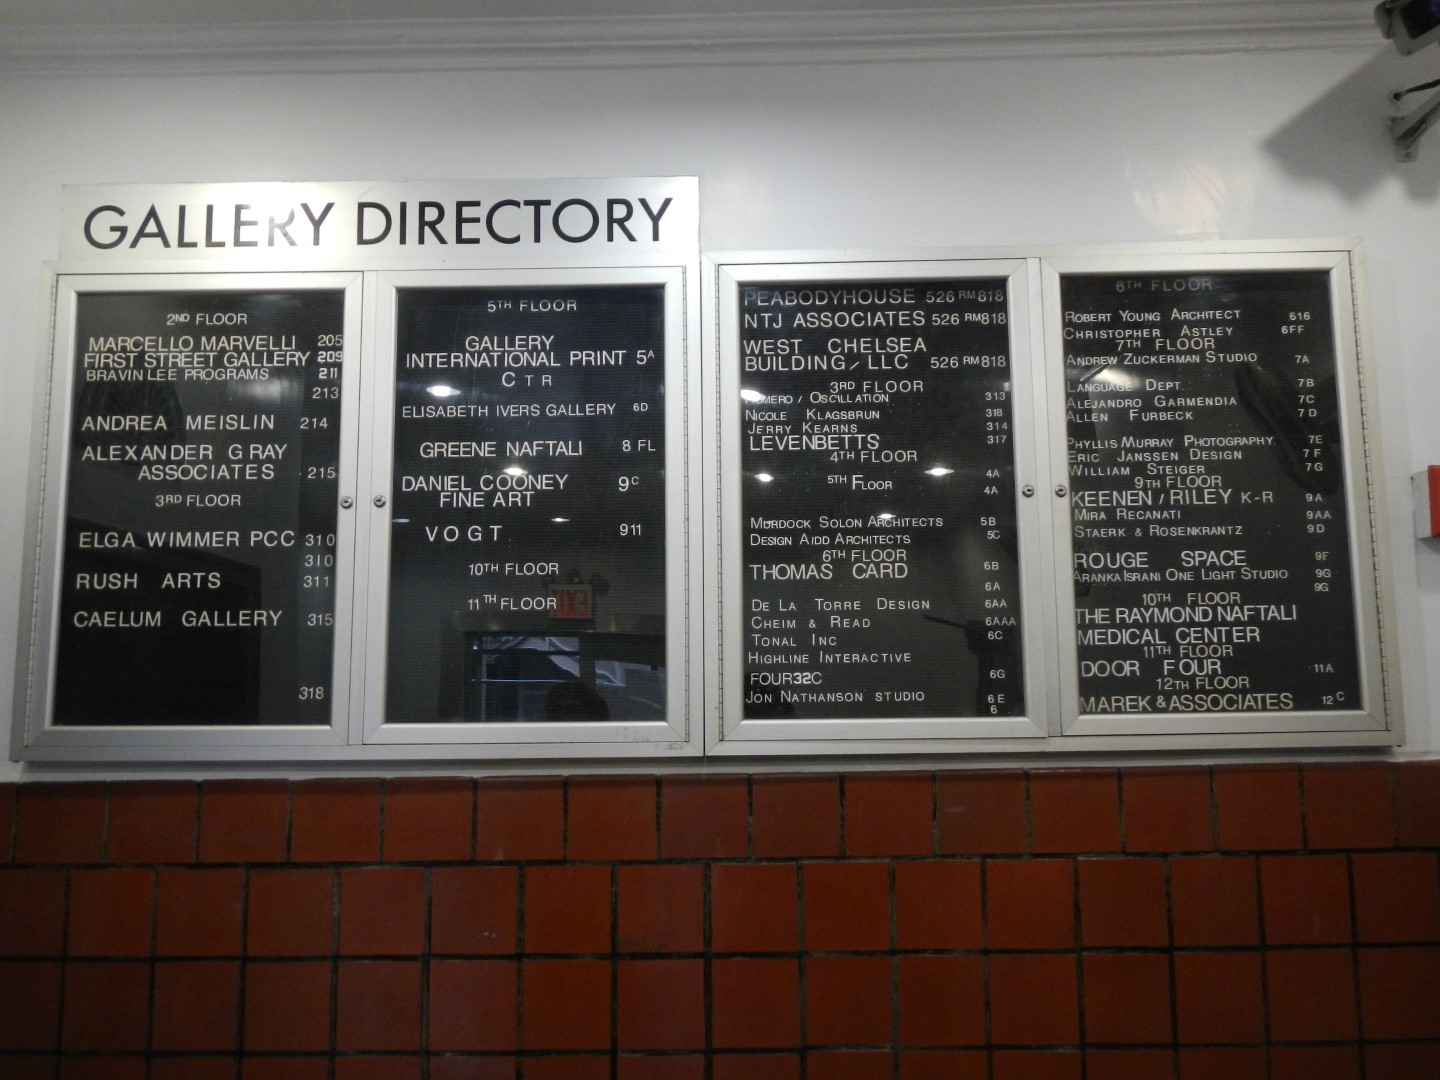 GALLERY DIRECTORY
2ND FLOOR
MARCELLO MARVELLI 205
FIRST STREET GALLERY 209
BRAVIN LEE PROGRAMS 211
213
ANDREA MEISLIN 214
ALEXANDER GRAY
ASSOCIATES 215
3RD FLOOR
ELGA WIMMER PCC 310
310
RUSH ARTS 311
CAELUM GALLERY 315
318
5TH FLOOR
GALLERY
INTERNATIONAL PRINT 5A
CTR
ELISABETH IVERS GALLERY 6D
GREENE NAFTALI 8 FL
DANIEL COONEY 9C
FINE ART
VOGT 911
10TH FLOOR
11TH FLOOR
EXIT
PEABODYHOUSE 526 RM818
NTJ ASSOCIATES 526 RM818
WEST CHELSEA
BUILDING/LLC 526 RM818
3RD FLOOR
HOMERO / OSCILLATION 313
NICOLE KLAGSBRUN 318
JERRY KEARNS 314
LEVENBETTS 317
4TH FLOOR
4A
5TH FLOOR
4A
MURDOCK SOLON ARCHITECTS 5B
DESIGN AIDD ARCHITECTS 5C
6TH FLOOR
THOMAS CARD 6B
6A
DE LA TORRE DESIGN 6AA
CHEIM & READ 6AAA
TONAL INC 6C
HIGHLINE INTERACTIVE
FOUR32C 6G
JON NATHANSON STUDIO 6E
6
6TH FLOOR
ROBERT YOUNG ARCHITECT 616
CHRISTOPHER ASTLEY 6FF
7TH FLOOR
ANDREW ZUCKERMAN STUDIO 7A
LANGUAGE DEPT. 7B
ALEJANDRO GARMENDIA 7C
ALLEN FURBECK 7D
PHYLLIS MURRAY PHOTOGRAPHY 7E
ERIC JANSSEN DESIGN 7F
WILLIAM STEIGER 7G
9TH FLOOR
KEENEN/RILEY K-R 9A
MIRA RECANATI 9AA
STAERK & ROSENKRANTZ 9D
ROUGE SPACE 9F
ARANKA ISRANI ONE LIGHT STUDIO 9G
9G
10TH FLOOR
THE RAYMOND NAFTALI
MEDICAL CENTER
11TH FLOOR
DOOR FOUR 11A
12TH FLOOR
MAREK & ASSOCIATES 12C